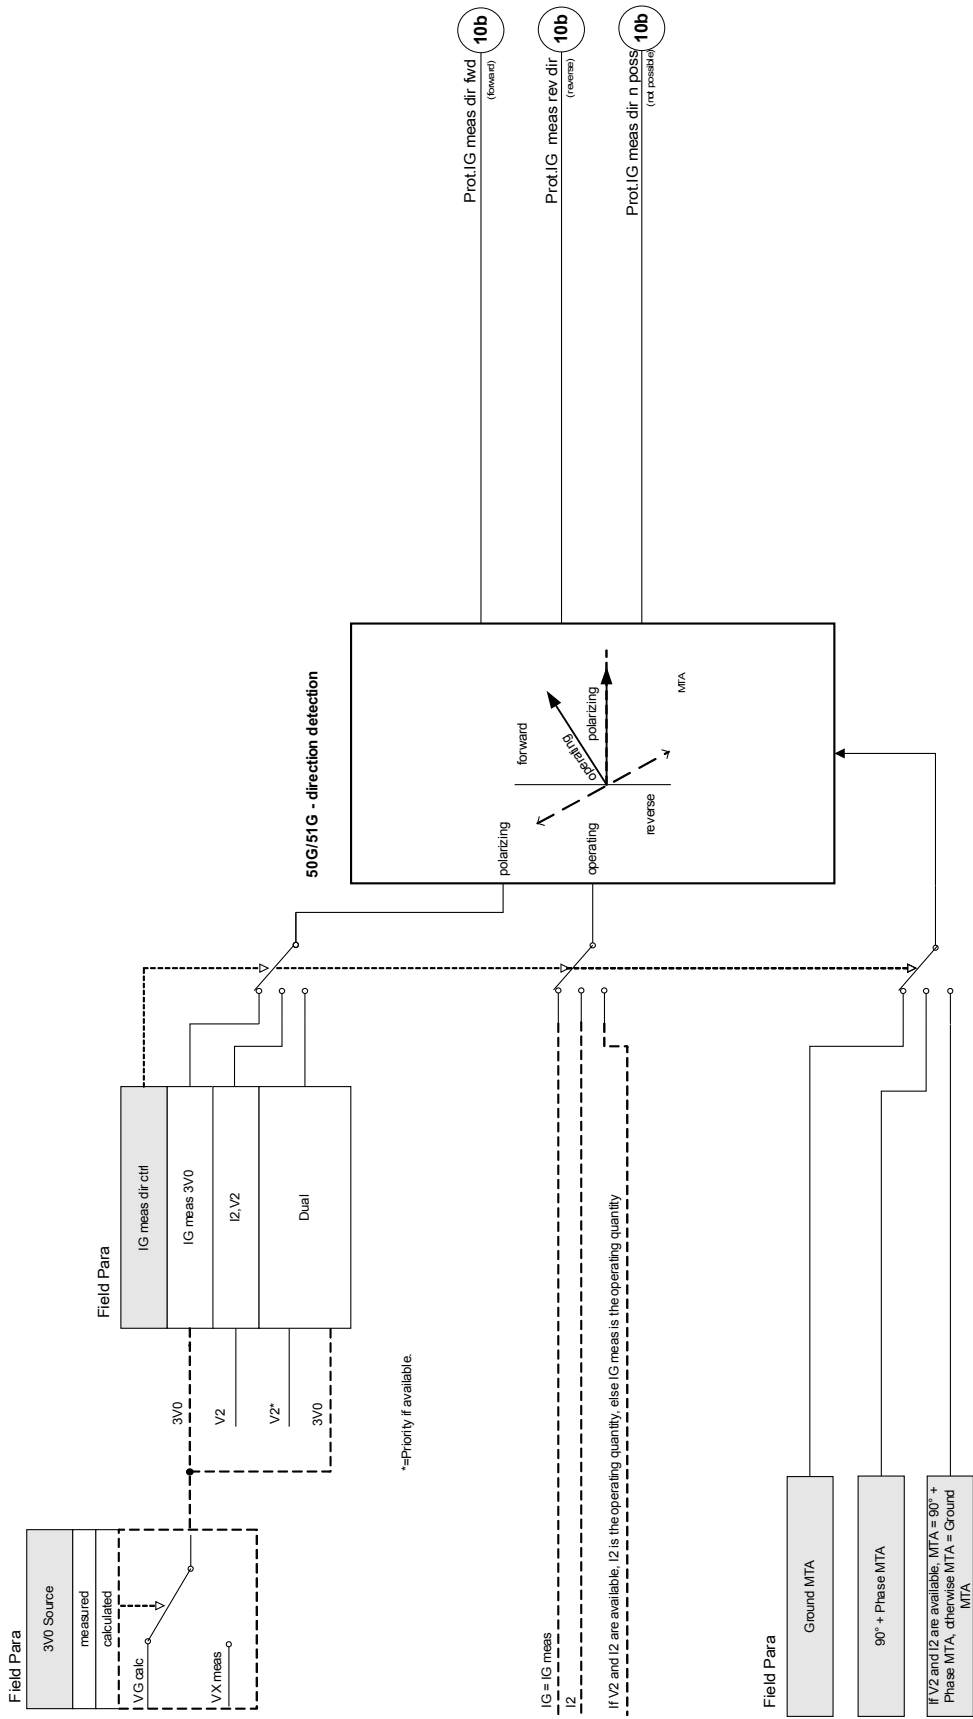 Field Para
3V0 Source
measured
calculated
VG calc
VX meas
Field Para
IG meas dir ctrl
IG meas 3V0
I2,V2
Dual
3V0
V2
V2*
3V0
*=Priority if available.
IG = IG meas
I2
If V2 and I2 are available, I2 is the operating quantity, else IG meas is the operating quantity
Field Para
Ground MTA
90° + Phase MTA
If V2 and I2 are available, MTA = 90° +
Phase MTA, otherwise MTA = Ground
MTA
50G/51G - direction detection
polarizing
operating
forward
operating
polarizing
reverse
MTA
Prot.IG meas dir fwd
(forward)
10b
Prot.IG meas rev dir
(reverse)
10b
Prot.IG meas dir n poss
(not possible)
10b